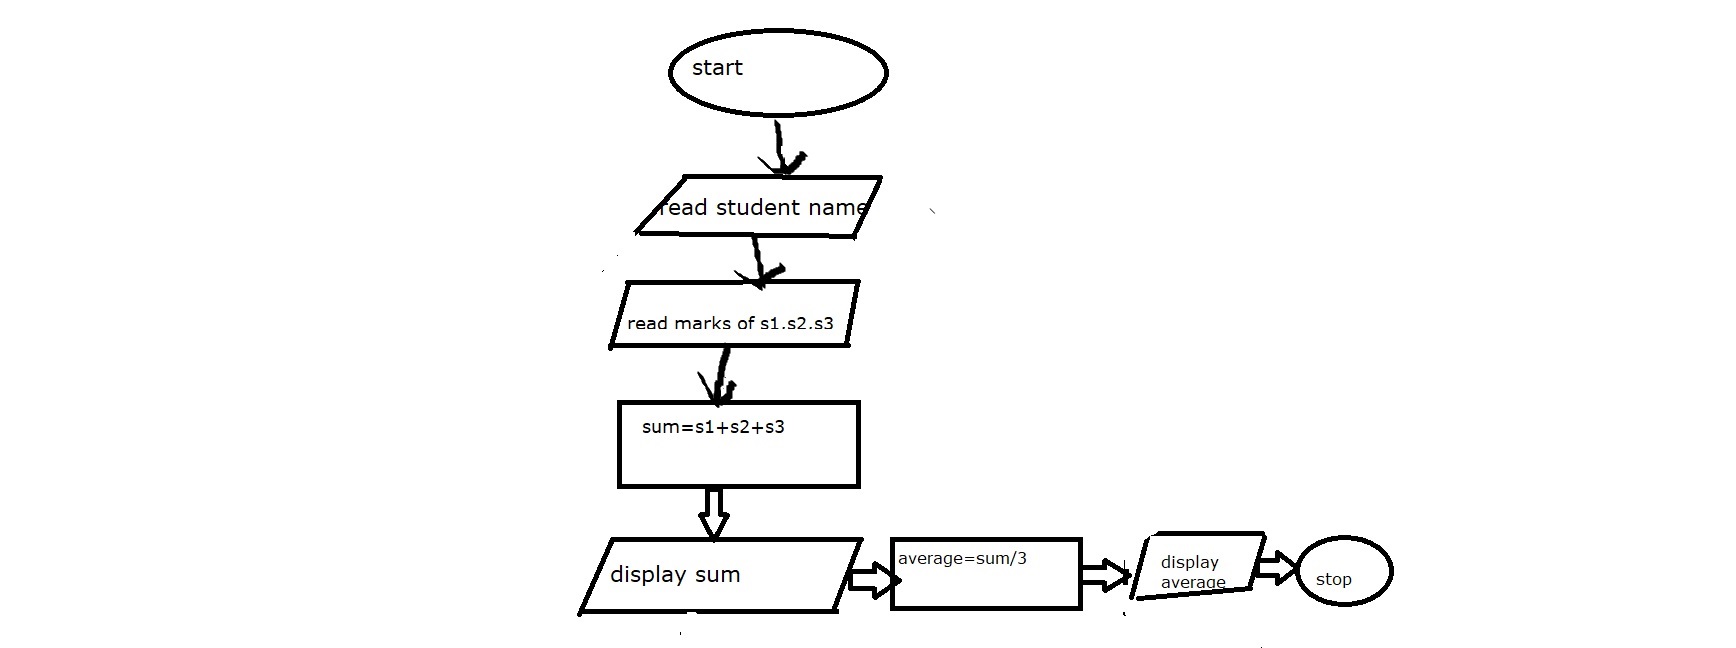 start
read student name
read marks of s1.s2.s3
sum=s1+s2+s3
display sum
average=sum/3
display
average
stop